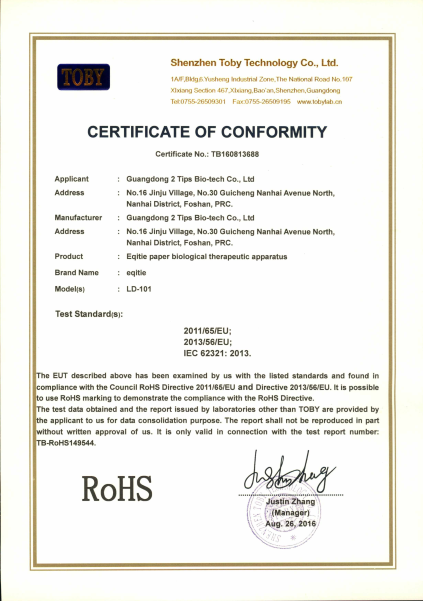 TOBY
Shenzhen Toby Technology Co., Ltd.
1A/F,Bldg.6,Yusheng Industrial Zone,The National Road No.107
Xixiang Section 467,Xixiang,Bao'an,Shenzhen,Guangdong
Tel:0755-26509301 Fax:0755-26509195 www.tobylab.cn
CERTIFICATE OF CONFORMITY
Certificate No.: TB160813688
Applicant : Guangdong 2 Tips Bio-tech Co., Ltd
Address : No.16 Jinju Village, No.30 Guicheng Nanhai Avenue North,
Nanhai District, Foshan, PRC.
Manufacturer : Guangdong 2 Tips Bio-tech Co., Ltd
Address : No.16 Jinju Village, No.30 Guicheng Nanhai Avenue North,
Nanhai District, Foshan, PRC.
Product : Eqitie paper biological therapeutic apparatus
Brand Name : eqitie
Model(s) : LD-101
Test Standard(s):
2011/65/EU;
2013/56/EU;
IEC 62321: 2013.
The EUT described above has been examined by us with the listed standards and found in
compliance with the Council RoHS Directive 2011/65/EU and Directive 2013/56/EU. It is possible
to use RoHS marking to demonstrate the compliance with the RoHS Directive.
The test data obtained and the report issued by laboratories other than TOBY are provided by
the applicant to us for data consolidation purpose. The report shall not be reproduced in part
without written approval of us. It is only valid in connection with the test report number:
TB-RoHS149544.
RoHS
Justin Zhang
Justin Zhang
(Manager)
Aug. 26, 2016